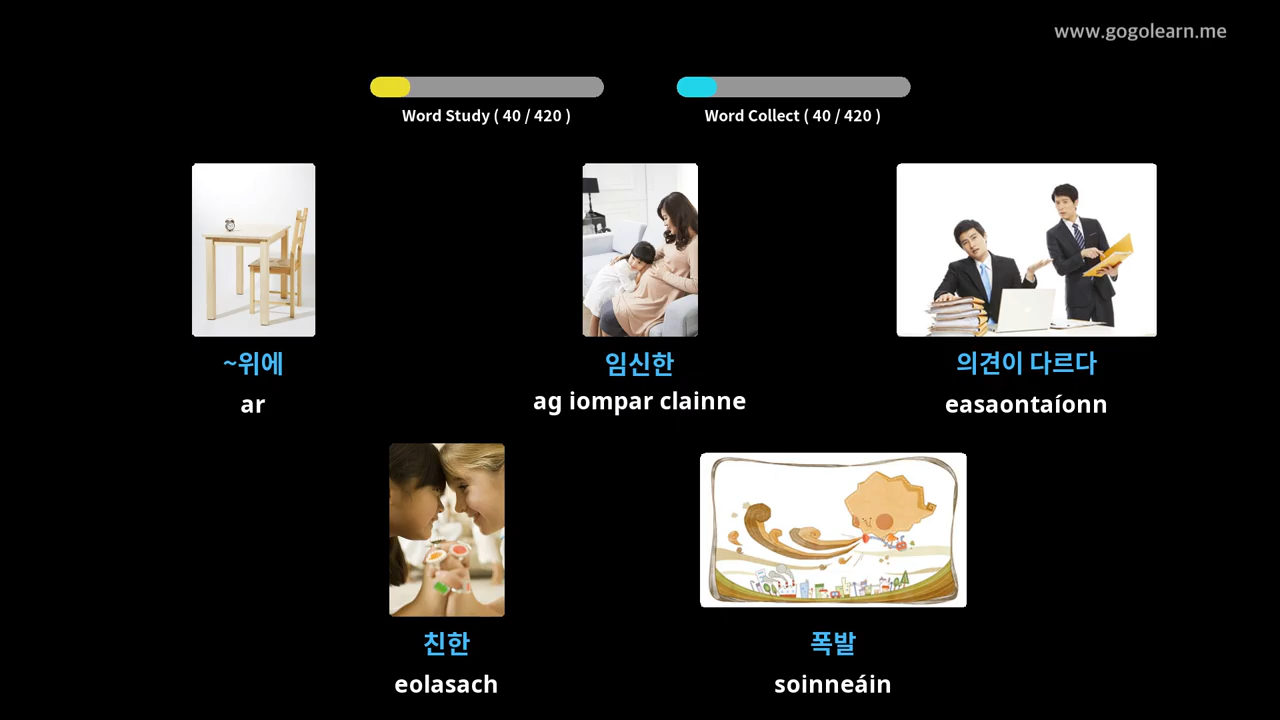 www.gogolearn.me
Word Study ( 40 / 420 )
Word Collect ( 40 / 420 )
~위에
ar
임신한
ag iompar clainne
의견이 다르다
easaontaíonn
친한
eolasach
폭발
soinneáin